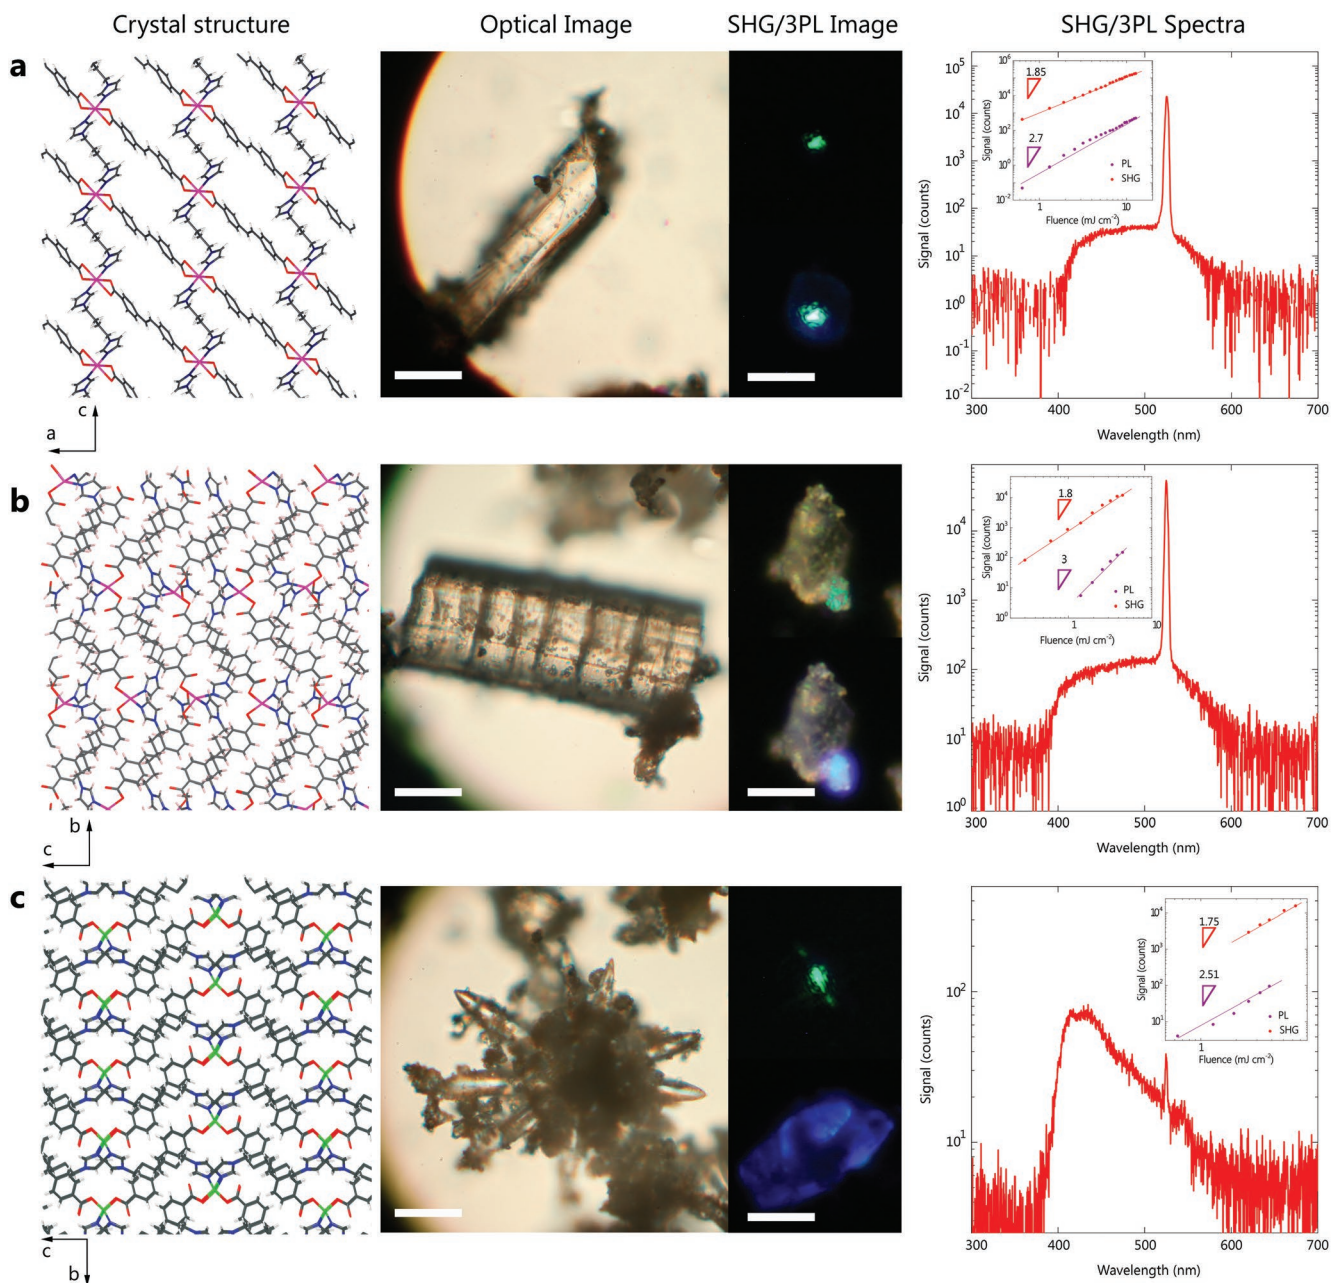 Crystal structure
Optical Image
SHG/3PL Image
SHG/3PL Spectra
a
c
a
Signal (counts)
10^5
10^4
10^3
10^2
10^1
10^0
10^-1
10^-2
300
400
500
600
700
Wavelength (nm)
Signal (counts)
10^6
10^4
10^2
10^0
10^-2
1.85
2.7
PL
SHG
1
10
Fluence (mJ cm^-2)
b
b
c
Signal (counts)
10^4
10^3
10^2
10^1
10^0
300
400
500
600
700
Wavelength (nm)
Signal (counts)
10^4
10^3
10^2
10^1
10^0
1.8
3
PL
SHG
1
10
Fluence (mJ cm^-2)
c
c
b
Signal (counts)
10^2
10^1
300
400
500
600
700
Wavelength (nm)
Signal (counts)
10^4
10^3
10^2
10^1
1.75
2.51
PL
SHG
1
Fluence (mJ cm^-2)